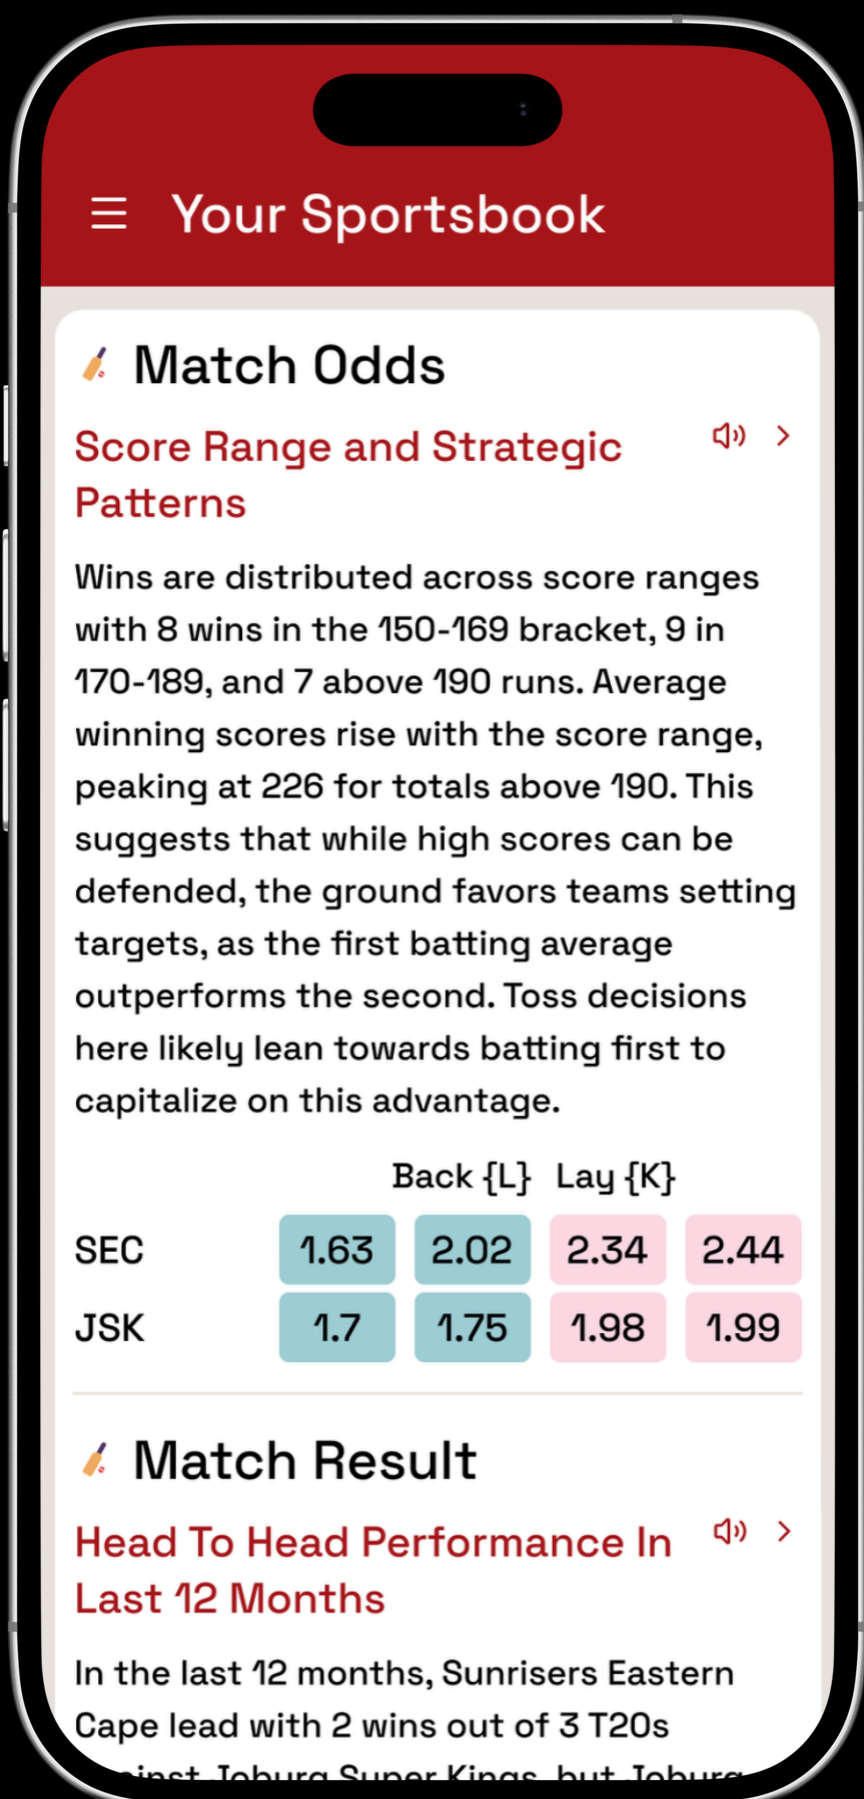 Your Sportsbook
Match Odds
Score Range and Strategic
Patterns
Wins are distributed across score ranges
with 8 wins in the 150-169 bracket, 9 in
170-189, and 7 above 190 runs. Average
winning scores rise with the score range,
peaking at 226 for totals above 190. This
suggests that while high scores can be
defended, the ground favors teams setting
targets, as the first batting average
outperforms the second. Toss decisions
here likely lean towards batting first to
capitalize on this advantage.
Back {L} Lay {K}
SEC 1.63 2.02 2.34 2.44
JSK 1.7 1.75 1.98 1.99
Match Result
Head To Head Performance In
Last 12 Months
In the last 12 months, Sunrisers Eastern
Cape lead with 2 wins out of 3 T20s
Joburg Super Kings, but Joburg